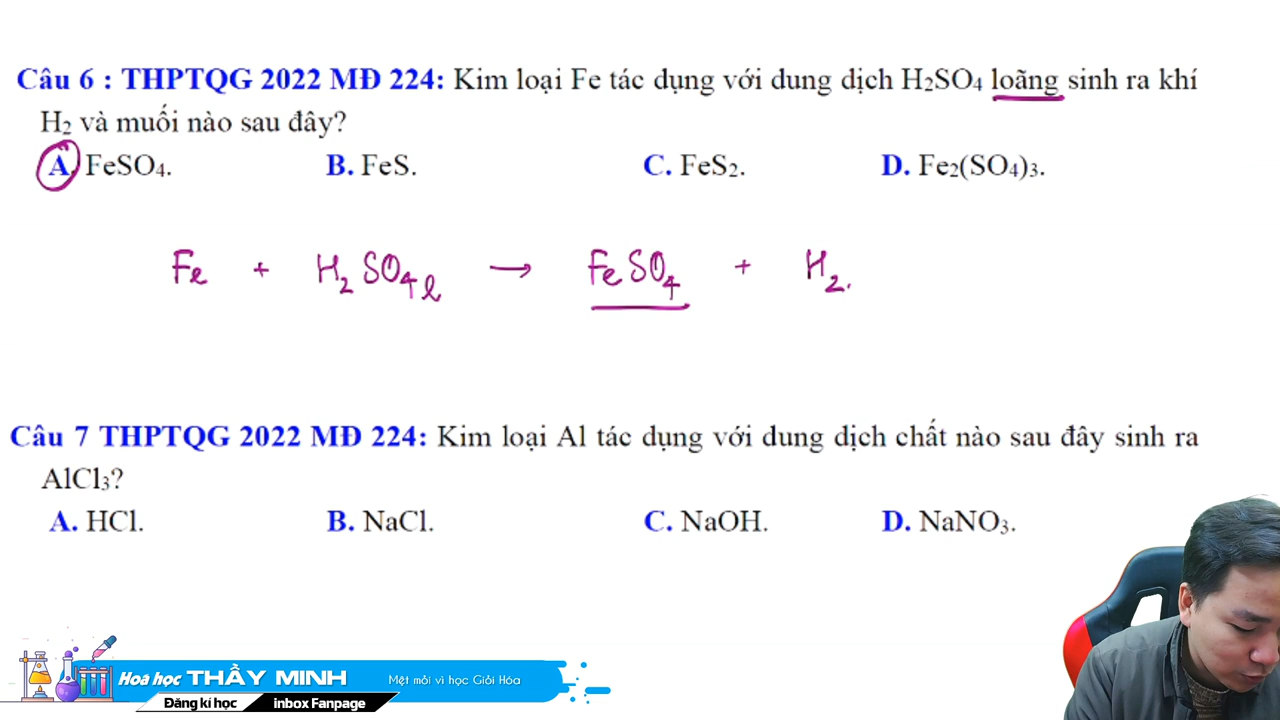 Câu 6 : THPTQG 2022 MĐ 224: Kim loại Fe tác dụng với dung dịch H2SO4 loãng sinh ra khí
H2 và muối nào sau đây?
A. FeSO4. B. FeS. C. FeS2. D. Fe2(SO4)3.
Fe + H2SO4 l → FeSO4 + H2.
Câu 7 THPTQG 2022 MĐ 224: Kim loại Al tác dụng với dung dịch chất nào sau đây sinh ra
AlCl3?
A. HCl. B. NaCl. C. NaOH. D. NaNO3.
Hoá học THẦY MINH Mệt mỏi vì học Giỏi Hóa
Đăng kí học inbox Fanpage